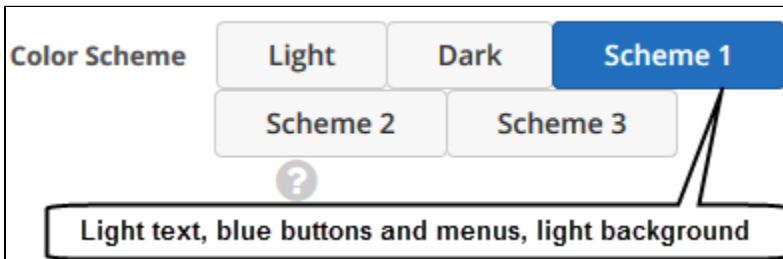 Color Scheme Light Dark Scheme 1
Scheme 2 Scheme 3
?
Light text, blue buttons and menus, light background